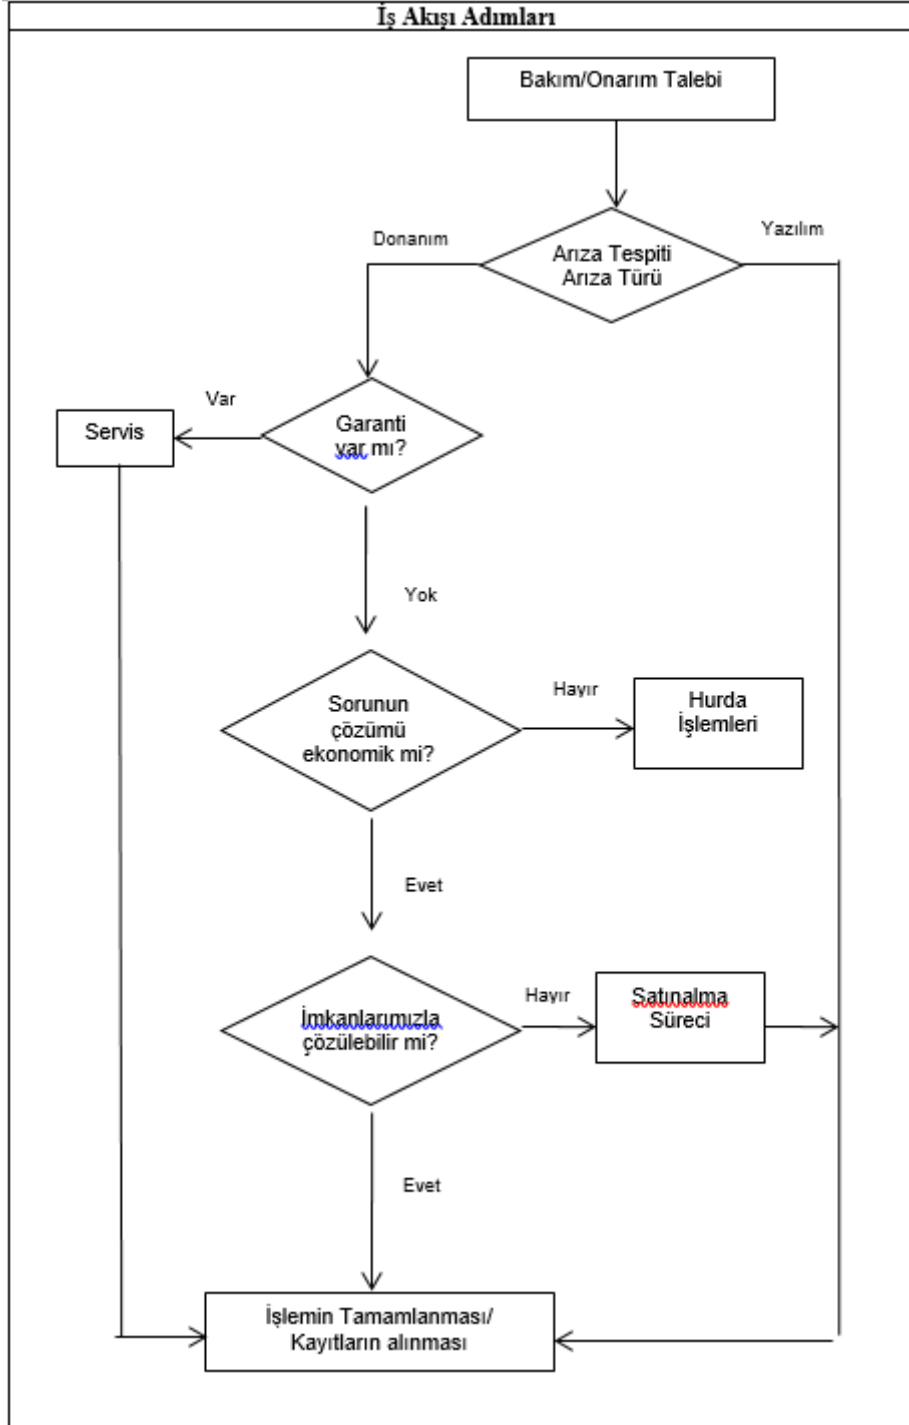 İş Akışı Adımları
Bakım/Onarım Talebi
Donanım
Yazılım
Arıza Tespiti
Arıza Türü
Var
Servis
Garanti
var mı?
Yok
Sorunun
çözümü
ekonomik mi?
Hayır
Hurda
İşlemleri
Evet
İmkanlarımızla
çözülebilir mi?
Hayır
Satınalma
Süreci
Evet
İşlemin Tamamlanması/
Kayıtların alınması